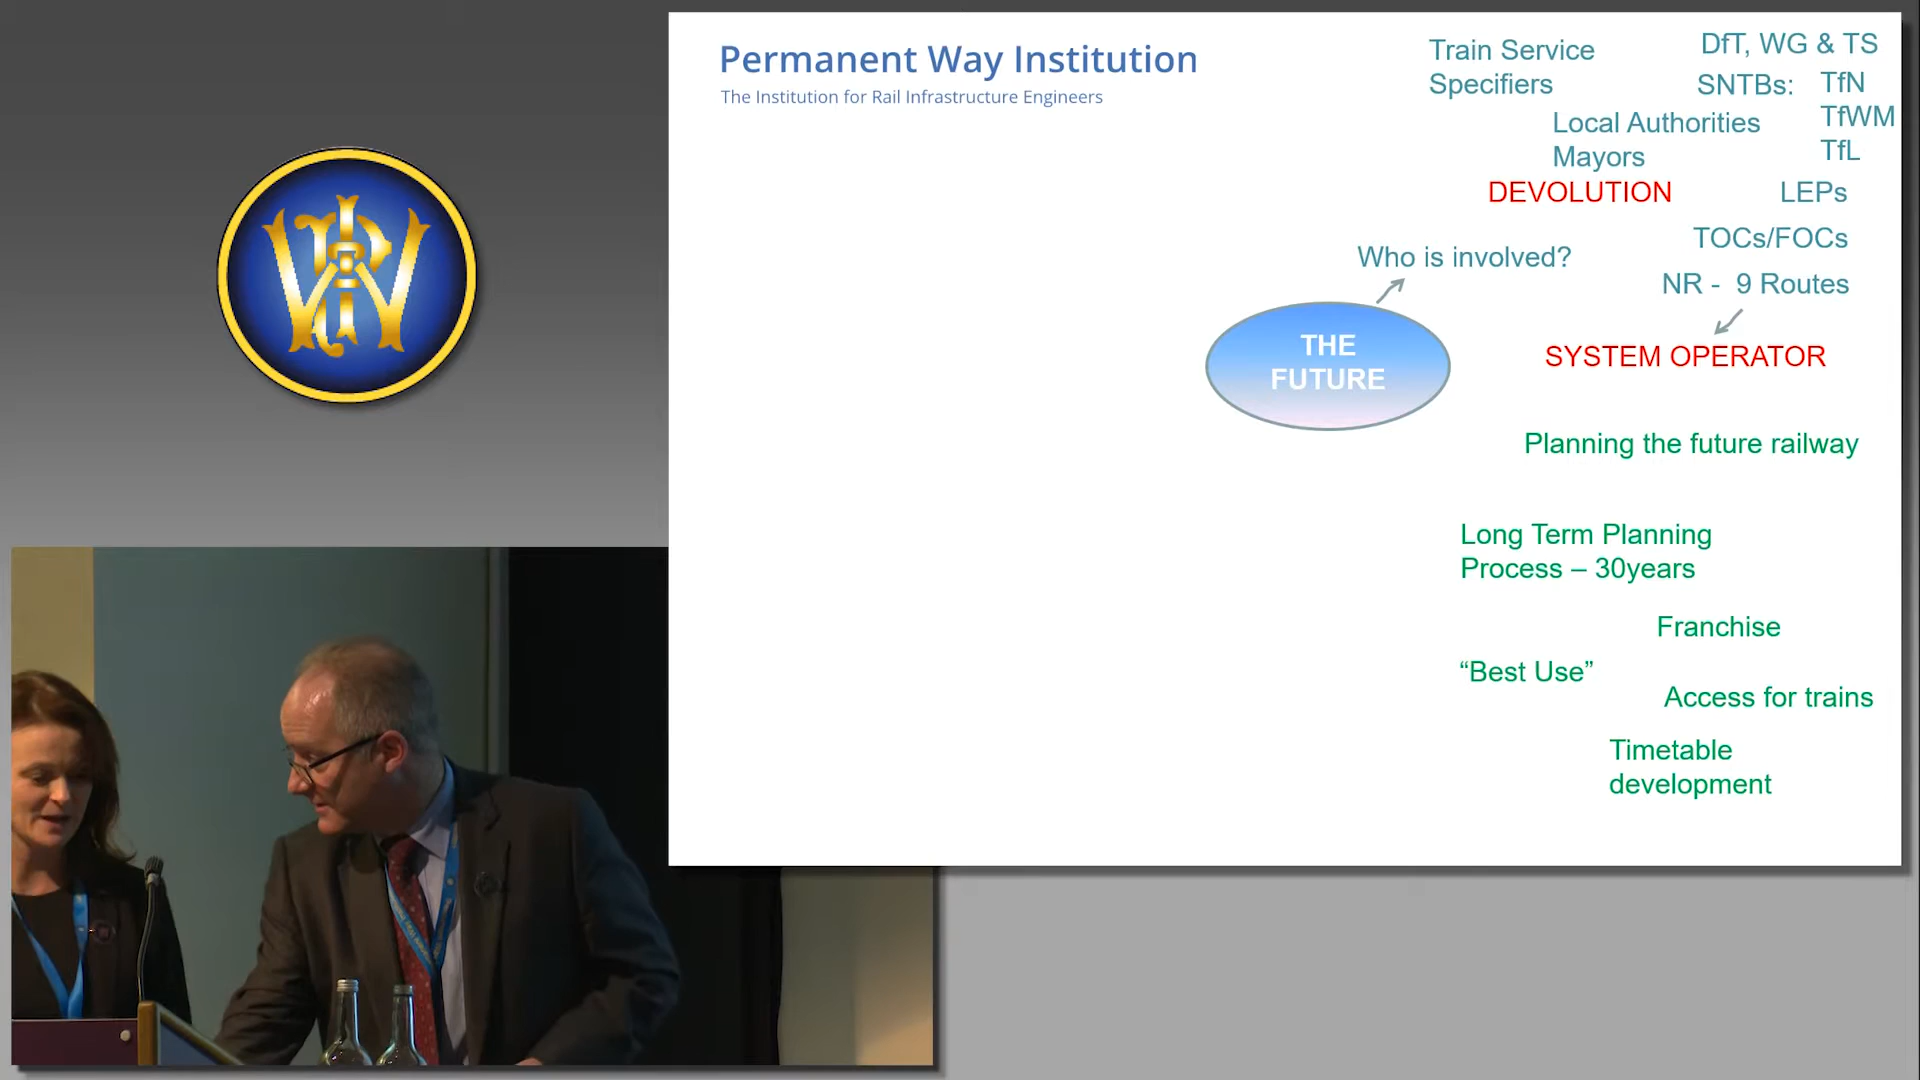 Permanent Way Institution
The Institution for Rail Infrastructure Engineers
Train Service
Specifiers
DfT, WG & TS
SNTBs:
TfN
TfWM
TfL
Local Authorities
Mayors
DEVOLUTION
LEPs
TOCs/FOCs
Who is involved?
NR - 9 Routes
THE
FUTURE
SYSTEM OPERATOR
Planning the future railway
Long Term Planning
Process – 30years
Franchise
“Best Use”
Access for trains
Timetable
development